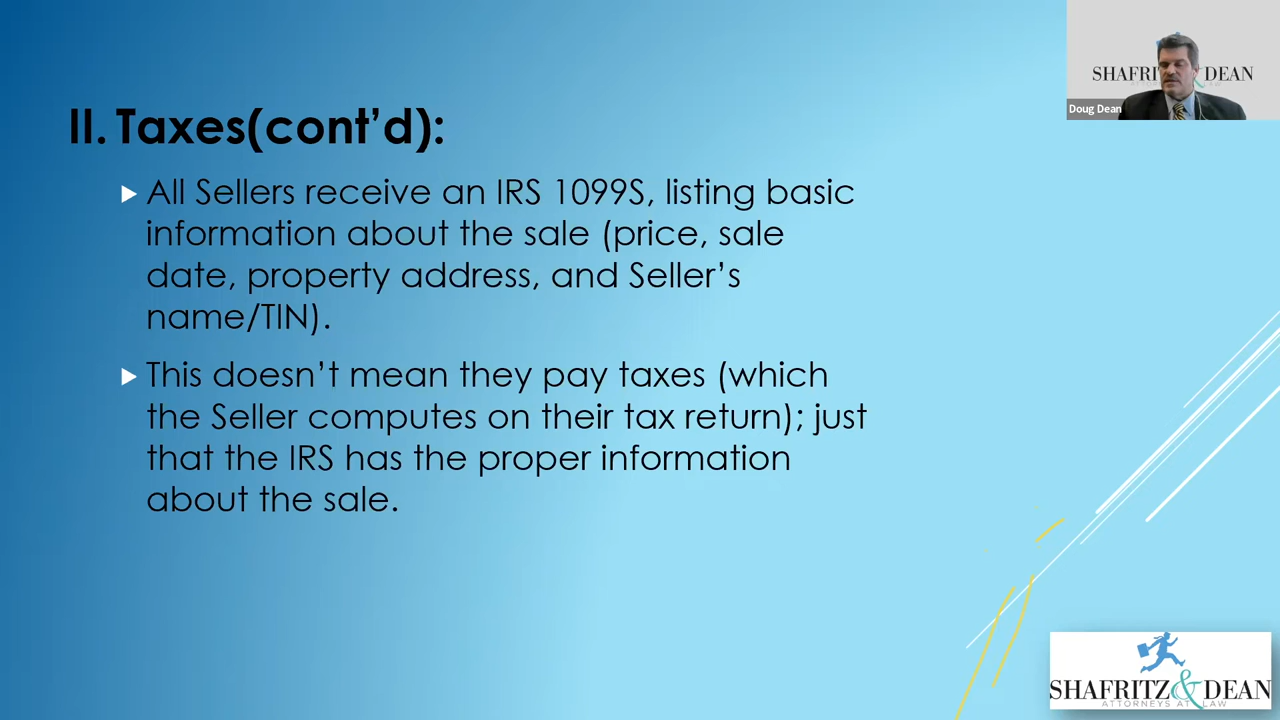 II. Taxes(cont’d):
All Sellers receive an IRS 1099S, listing basic
information about the sale (price, sale
date, property address, and Seller’s
name/TIN).
This doesn’t mean they pay taxes (which
the Seller computes on their tax return); just
that the IRS has the proper information
about the sale.
SHAFRITZ & DEAN
Doug Dean
SHAFRITZ & DEAN
ATTORNEYS AT LAW